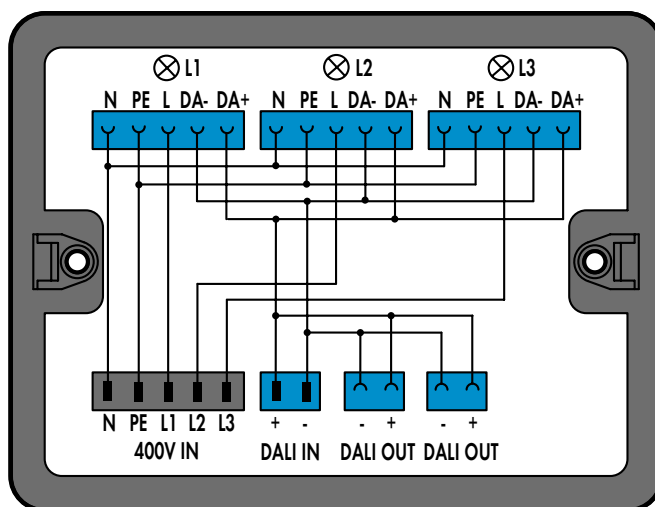 L1 L2 L3
N PE L DA- DA+ N PE L DA- DA+ N PE L DA- DA+
N PE L1 L2 L3 + - - + - +
400V IN DALI IN DALI OUT DALI OUT